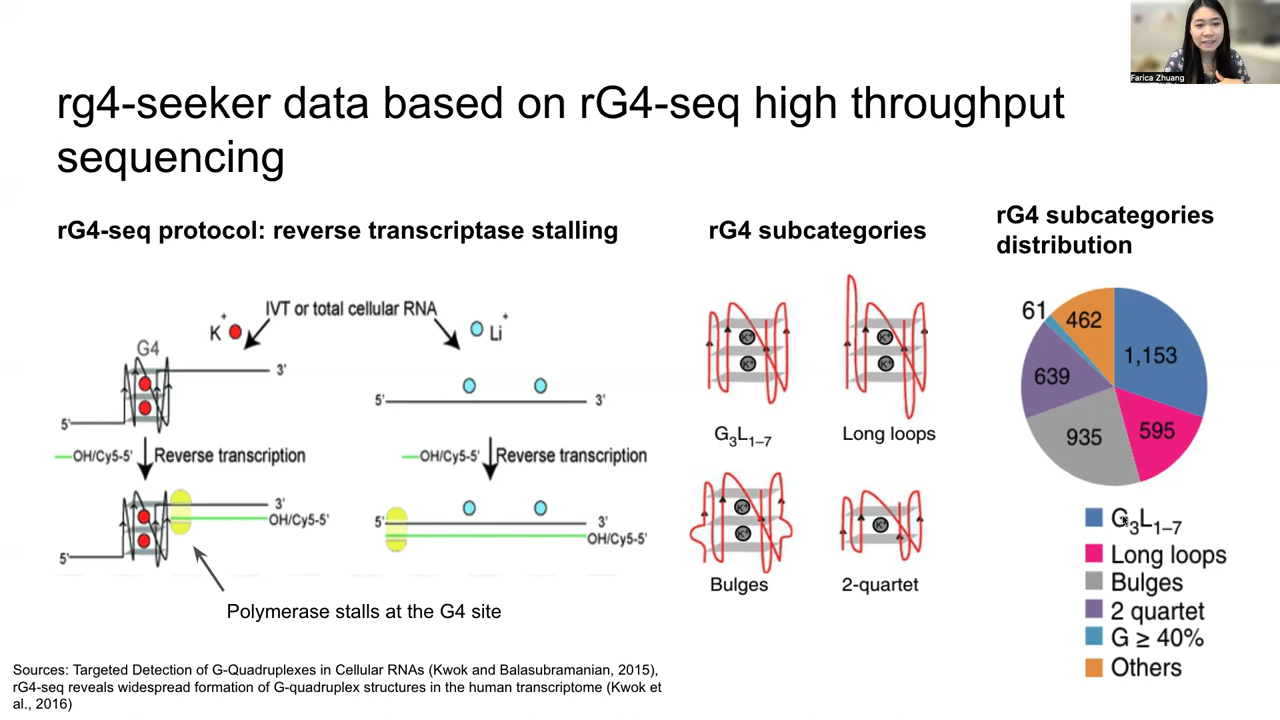 Farica Zhuang
rg4-seeker data based on rG4-seq high throughput
sequencing
rG4-seq protocol: reverse transcriptase stalling
IVT or total cellular RNA
K+
Li+
G4
3'
5'
5'
3'
OH/Cy5-5'
Reverse transcription
OH/Cy5-5'
Reverse transcription
3'
OH/Cy5-5'
5'
5'
3'
OH/Cy5-5'
Polymerase stalls at the G4 site
rG4 subcategories
K+
K+
K+
K+
G3L1–7
Long loops
K+
K+
K+
Bulges
2-quartet
rG4 subcategories
distribution
61
462
1,153
639
935
595
G3L1–7
Long loops
Bulges
2 quartet
G ≥ 40%
Others
Sources: Targeted Detection of G-Quadruplexes in Cellular RNAs (Kwok and Balasubramanian, 2015),
rG4-seq reveals widespread formation of G-quadruplex structures in the human transcriptome (Kwok et
al., 2016)